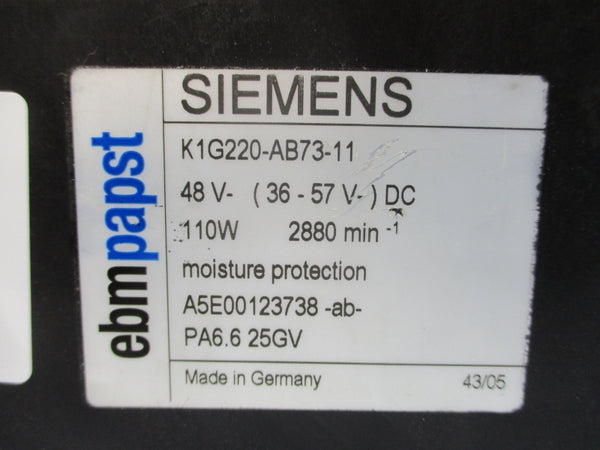 ebmpapst
SIEMENS
K1G220-AB73-11
48 V- ( 36 - 57 V- ) DC
110W 2880 min -1
moisture protection
A5E00123738 -ab-
PA6.6 25GV
Made in Germany 43/05